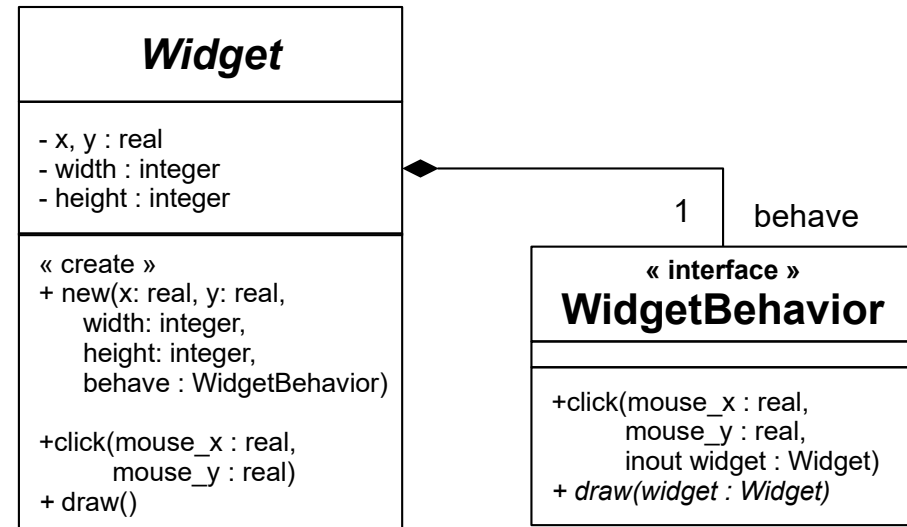 Widget
- x, y : real
- width : integer
- height : integer
« create »
+ new(x: real, y: real,
width: integer,
height: integer,
behave : WidgetBehavior)
+click(mouse_x : real,
mouse_y : real)
+ draw()
1
behave
« interface »
WidgetBehavior
+click(mouse_x : real,
mouse_y : real,
inout widget : Widget)
+ draw(widget : Widget)